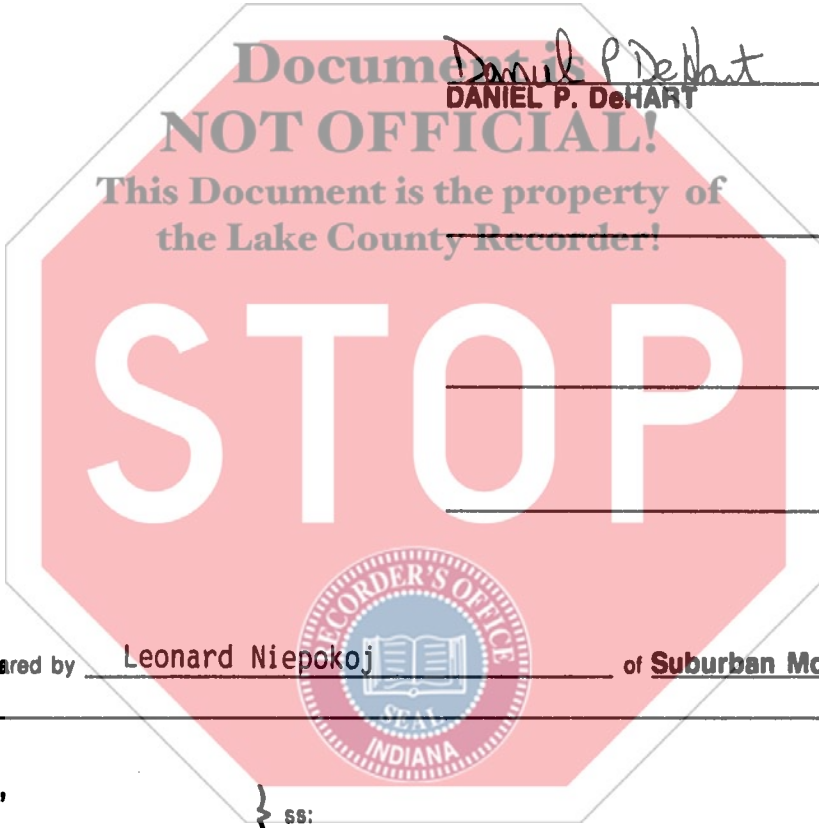 Document is
Daniel P DeHart
DANIEL P. DeHART
NOT OFFICIAL!
This Document is the property of
the Lake County Recorder!
STOP
RECORDER'S OFFICE
ared by Leonard Niepokoj of Suburban Mo
SEAL
INDIANA
,
} ss: